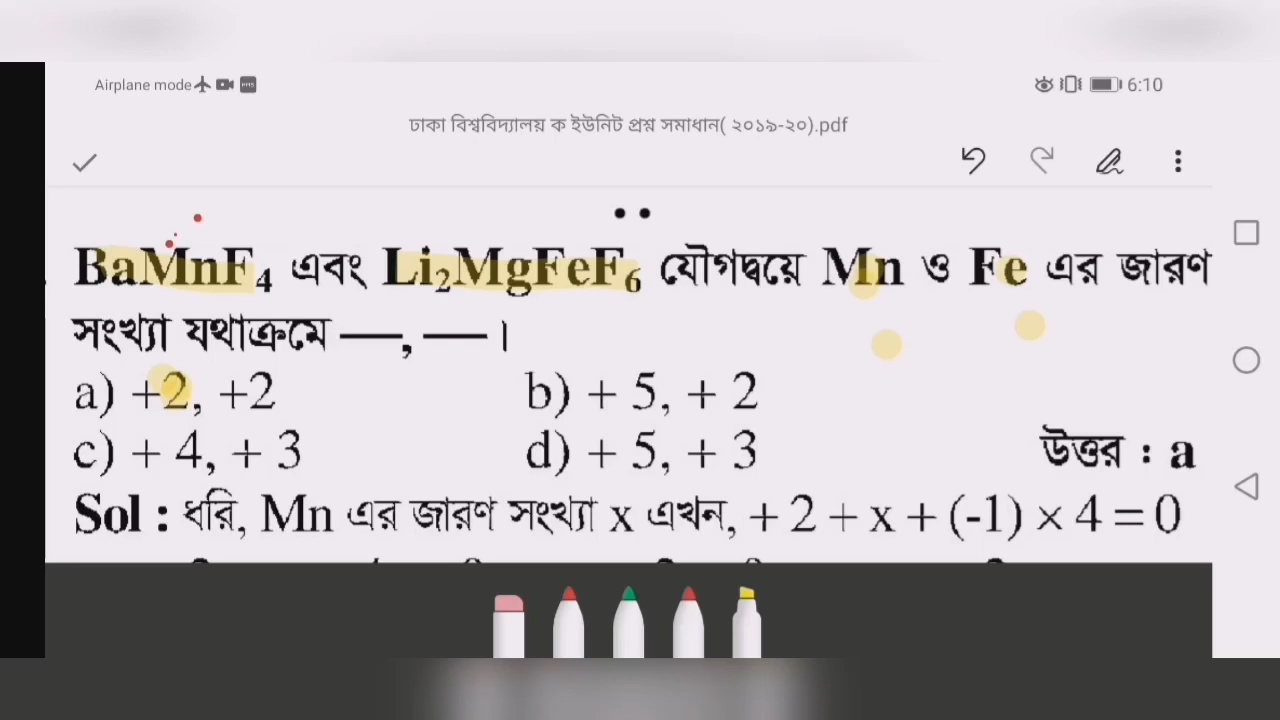 Airplane mode 6:10
ঢাকা বিশ্ববিদ্যালয় ক ইউনিট প্রশ্ন সমাধান( ২০১৯-২০).pdf
BaMnF₄ এবং Li₂MgFeF₆ যৌগদ্বয়ে Mn ও Fe এর জারণ
সংখ্যা যথাক্রমে —, — ।
a) +2, +2 b) + 5, + 2
c) + 4, + 3 d) + 5, + 3 উত্তর : a
Sol : ধরি, Mn এর জারণ সংখ্যা x এখন, + 2 + x + (-1) × 4 = 0